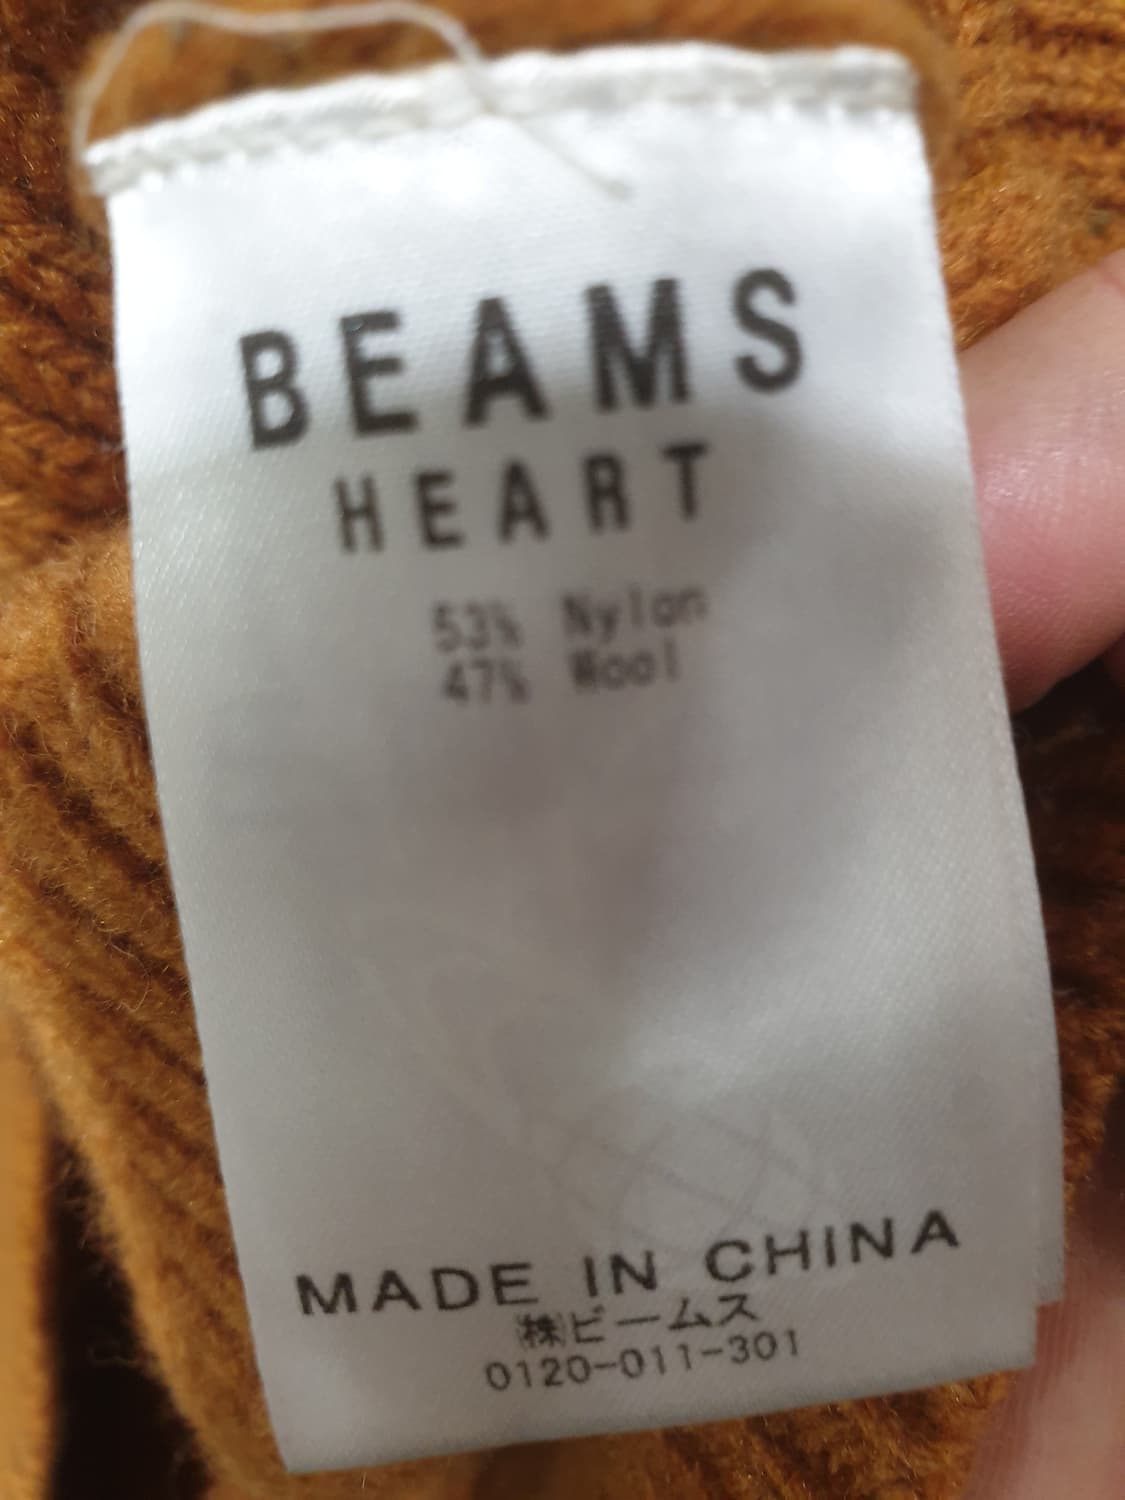 BEAMS
HEART
53% Nylon
47% Wool
MADE IN CHINA
㈱ビームス
0120-011-301